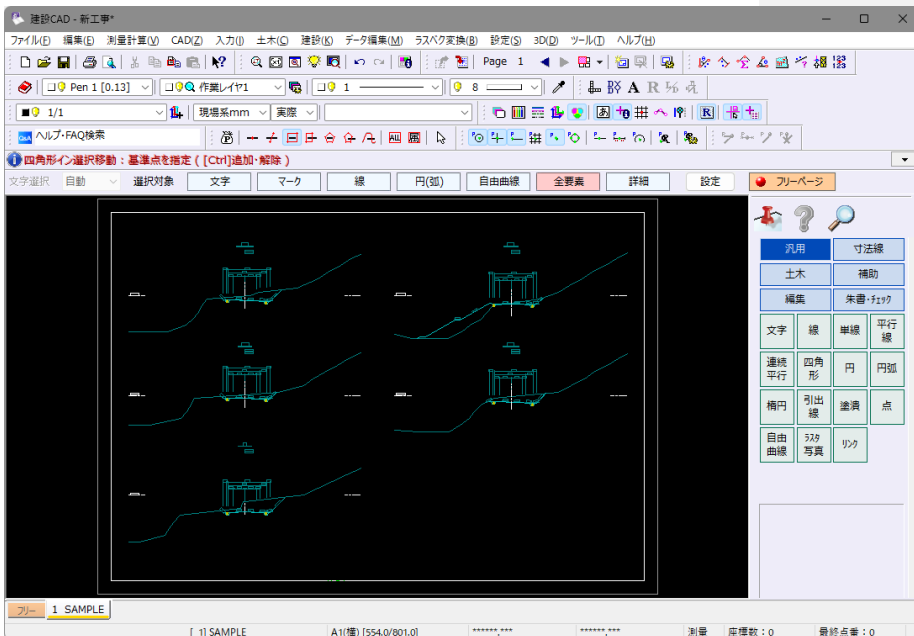 建設CAD - 新工事*
ファイル(F) 編集(E) 測量計算(V) CAD(Z) 入力(I) 土木(C) 建設(K) データ編集(M) ラスベク変換(B) 設定(S) 3D(D) ツール(T) ヘルプ(H)
Page 1
Pen 1 [0.13] 作業レイヤ1 1 8 A R
1/1 現場系mm 実際
Q&A ヘルプ・FAQ検索
四角形イン選択移動：基準点を指定 ( [Ctrl]追加・解除 )
文字選択 自動 選択対象 文字 マーク 線 円(弧) 自由曲線 全要素 詳細 設定 フリーページ
汎用 寸法線
土木 補助
編集 朱書・チェック
文字 線 単線 平行線
連続平行 四角形 円 円弧
楕円 引出線 塗潰 点
自由曲線 ラスタ写真 リンク
フリー 1 SAMPLE
[ 1] SAMPLE A1(横) [554.0/801.0] ******.*** ******.*** 測量 座標数：0 最終点番：0